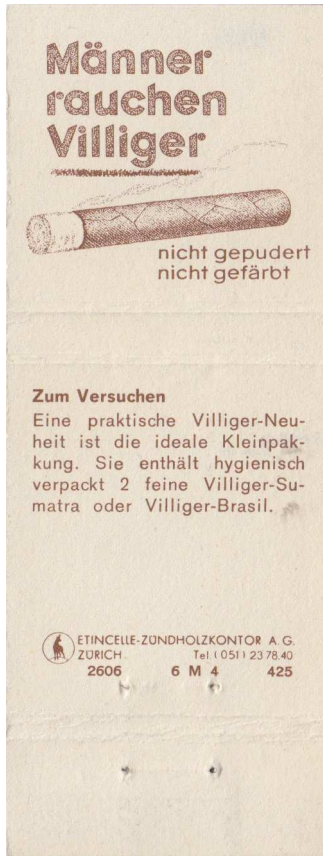 Männer
rauchen
Villiger
nicht gepudert
nicht gefärbt
Zum Versuchen
Eine praktische Villiger-Neu-
heit ist die ideale Kleinpak-
kung. Sie enthält hygienisch
verpackt 2 feine Villiger-Su-
matra oder Villiger-Brasil.
ETINCELLE-ZÜNDHOLZKONTOR A. G.
ZÜRICH Tel. (051) 23 78.40
2606 6 M 4 425